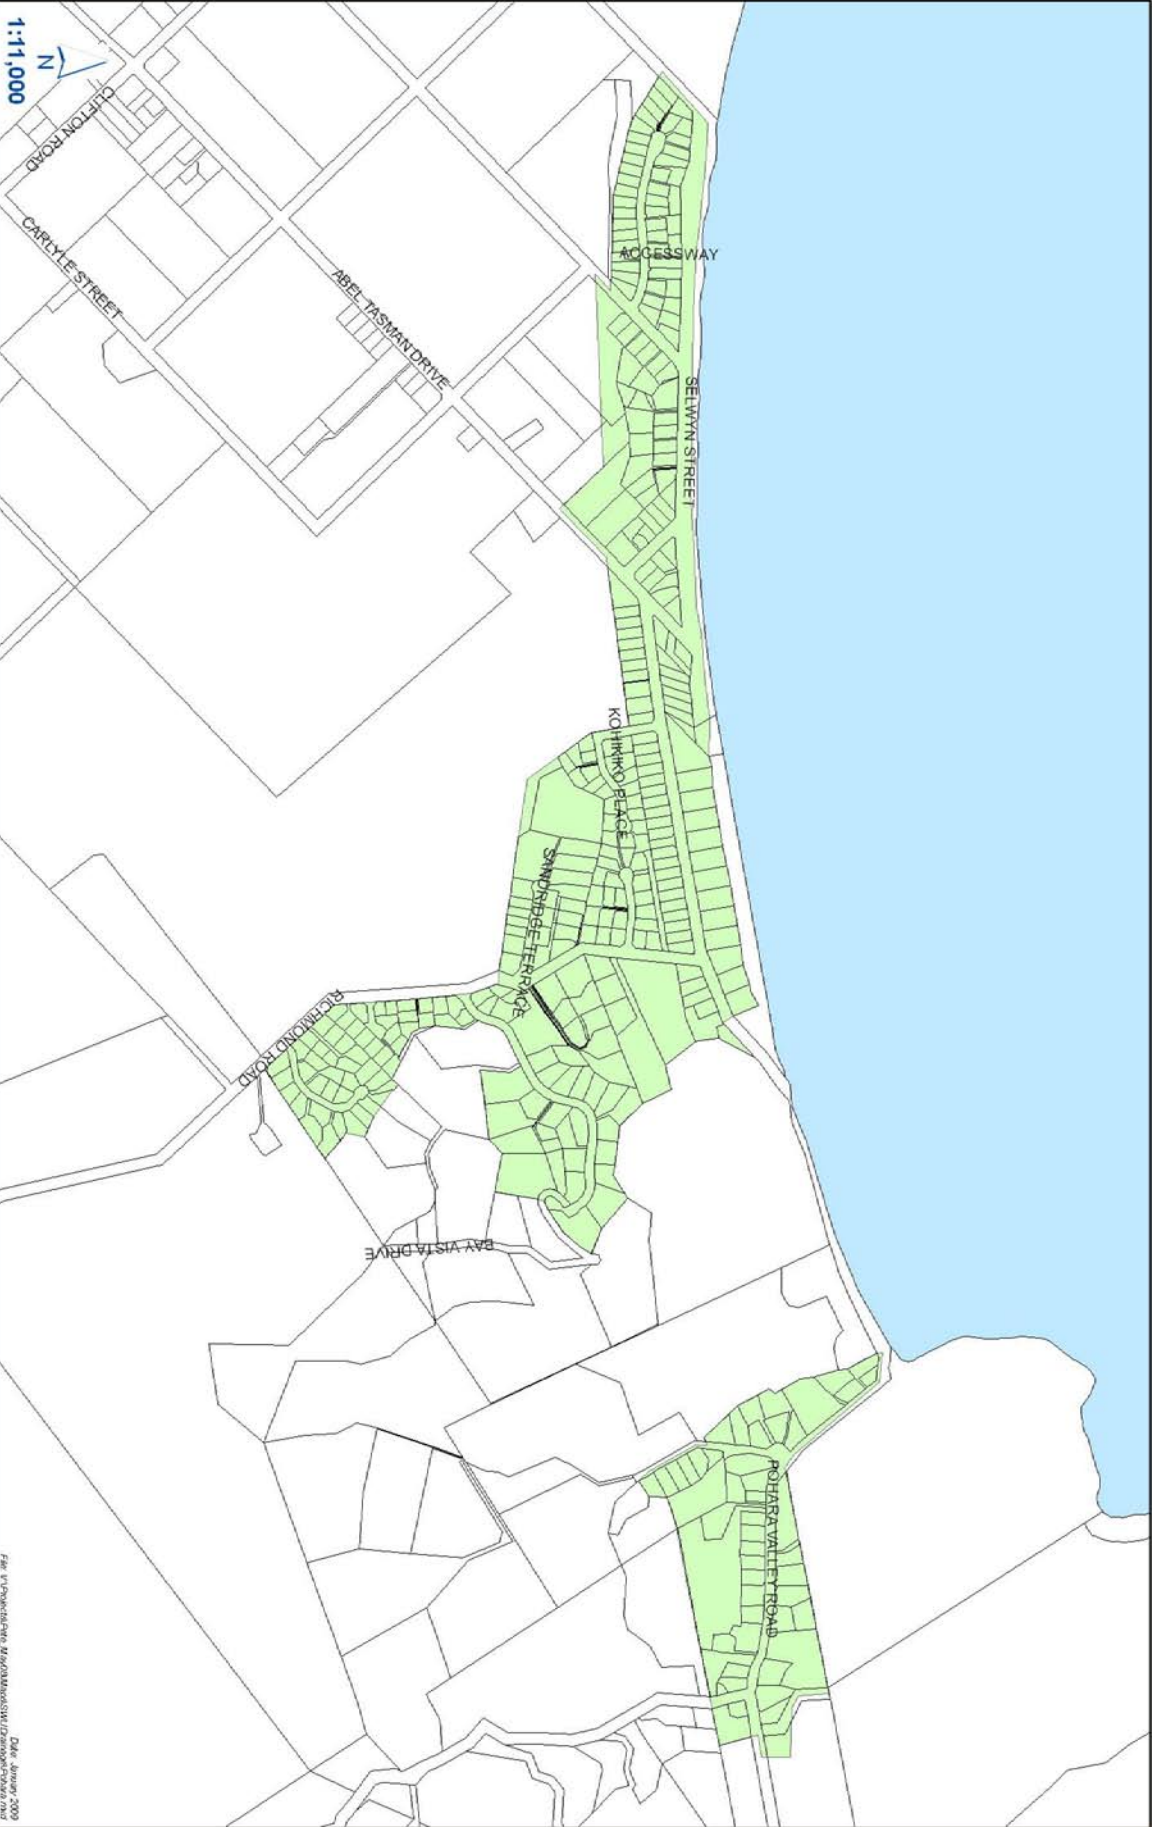 ACCESSWAY
SELWYN STREET
CLIFTON ROAD
CARLYLE STREET
ABEL TASMAN DRIVE
KOHIKIKO PLACE
SANDRIDGE TERRACE
RICHMOND ROAD
BAY VISTA DRIVE
POHARA VALLEY ROAD
N
1:11,000
Date: January 2009